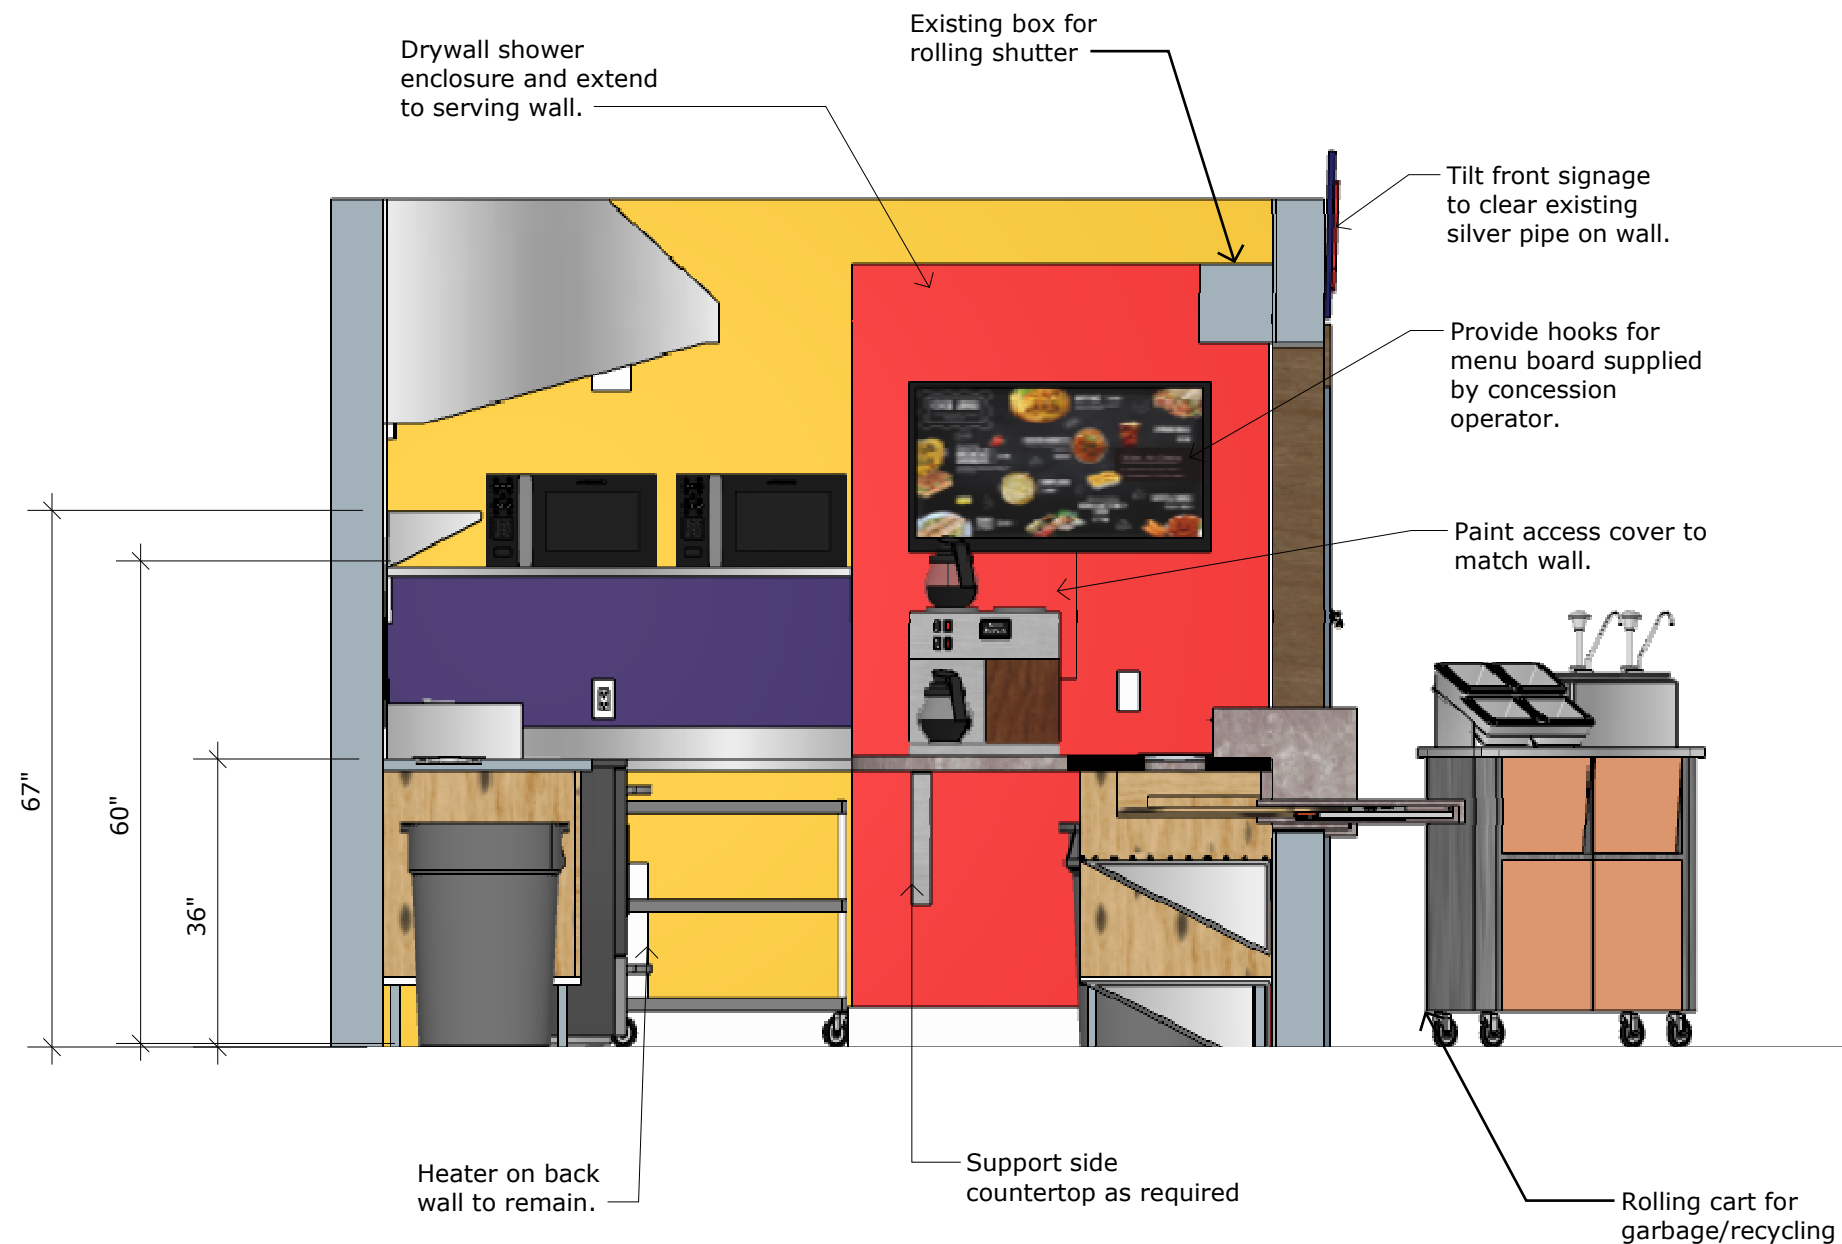 Existing box for
rolling shutter
Drywall shower
enclosure and extend
to serving wall.
Tilt front signage
to clear existing
silver pipe on wall.
Provide hooks for
menu board supplied
by concession
operator.
Paint access cover to
match wall.
67"
60"
36"
Heater on back
wall to remain.
Support side
countertop as required
Rolling cart for
garbage/recycling